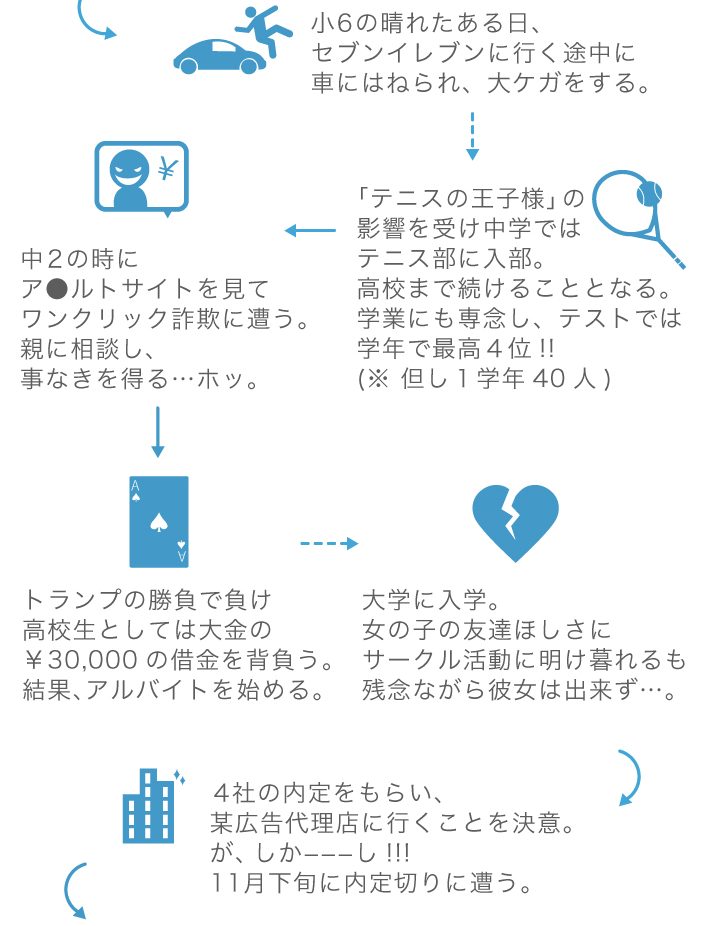 小6の晴れたある日、
セブンイレブンに行く途中に
車にはねられ、大ケガをする。
「テニスの王子様」の
影響を受け中学では
テニス部に入部。
高校まで続けることとなる。
学業にも専念し、テストでは
学年で最高４位!!
(※ 但し１学年 40 人 )
¥
中２の時に
ア●ルトサイトを見て
ワンクリック詐欺に遭う。
親に相談し、
事なきを得る…ホッ。
A
A
トランプの勝負で負け
高校生としては大金の
￥30,000 の借金を背負う。
結果、アルバイトを始める。
大学に入学。
女の子の友達ほしさに
サークル活動に明け暮れるも
残念ながら彼女は出来ず…。
４社の内定をもらい、
某広告代理店に行くことを決意。
が、しか−−−し !!!
11月下旬に内定切りに遭う。